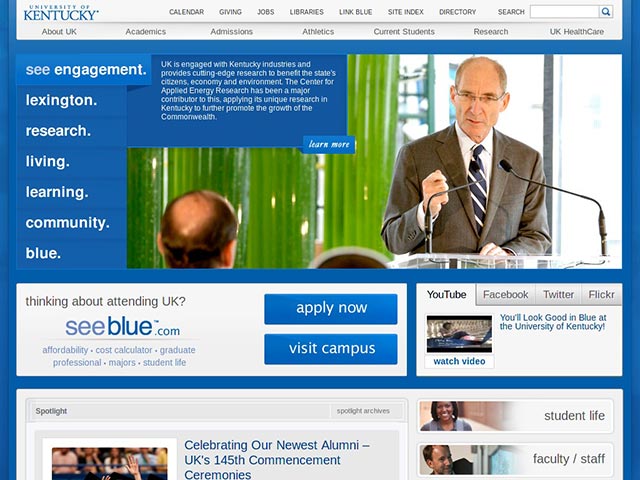 UNIVERSITY OF
KENTUCKY
CALENDAR GIVING JOBS LIBRARIES LINK BLUE SITE INDEX DIRECTORY SEARCH
About UK Academics Admissions Athletics Current Students Research UK HealthCare
see engagement.
lexington.
research.
living.
learning.
community.
blue.
UK is engaged with Kentucky industries and
provides cutting-edge research to benefit the state's
citizens, economy and environment. The Center for
Applied Energy Research has been a major
contributor to this, applying its unique research in
Kentucky to further promote the growth of the
Commonwealth.
learn more
thinking about attending UK?
seeblue™.com
affordability • cost calculator • graduate
professional • majors • student life
apply now
visit campus
YouTube Facebook Twitter Flickr
You'll Look Good in Blue at
the University of Kentucky!
watch video
Spotlight spotlight archives
Celebrating Our Newest Alumni –
UK's 145th Commencement
Ceremonies
student life
faculty / staff